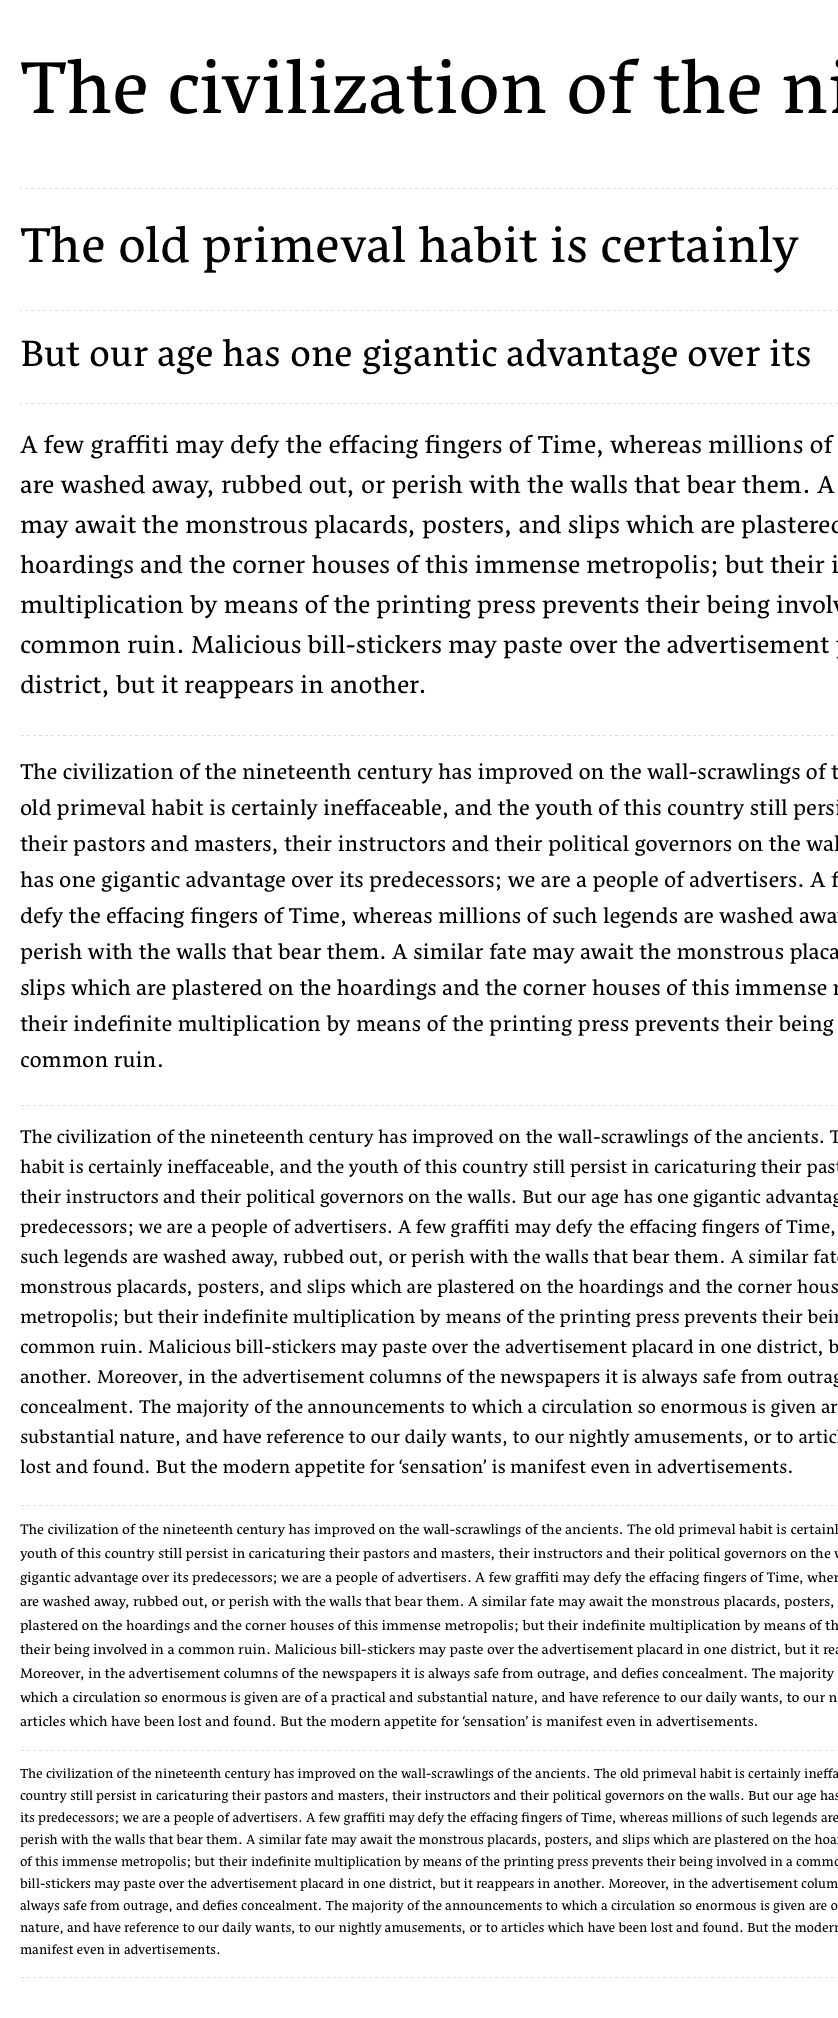 The civilization of the
The old primeval habit is certainly
But our age has one gigantic advantage over its
A few graffiti may defy the effacing fingers of Time, whereas millions of
are washed away, rubbed out, or perish with the walls that bear them. A
may await the monstrous placards, posters, and slips which are plastered
hoardings and the corner houses of this immense metropolis; but their
multiplication by means of the printing press prevents their being
common ruin. Malicious bill-stickers may paste over the advertisement
district, but it reappears in another.
The civilization of the nineteenth century has improved on the wall-scrawlings of
old primeval habit is certainly ineffaceable, and the youth of this country still
their pastors and masters, their instructors and their political governors on the
has one gigantic advantage over its predecessors; we are a people of advertisers. A
defy the effacing fingers of Time, whereas millions of such legends are washed
perish with the walls that bear them. A similar fate may await the monstrous
slips which are plastered on the hoardings and the corner houses of this immense
their indefinite multiplication by means of the printing press prevents their being
common ruin.
The civilization of the nineteenth century has improved on the wall-scrawlings of the ancients.
habit is certainly ineffaceable, and the youth of this country still persist in caricaturing their
their instructors and their political governors on the walls. But our age has one gigantic
predecessors; we are a people of advertisers. A few graffiti may defy the effacing fingers of Time,
such legends are washed away, rubbed out, or perish with the walls that bear them. A similar
monstrous placards, posters, and slips which are plastered on the hoardings and the corner
metropolis; but their indefinite multiplication by means of the printing press prevents their
common ruin. Malicious bill-stickers may paste over the advertisement placard in one district,
another. Moreover, in the advertisement columns of the newspapers it is always safe from
concealment. The majority of the announcements to which a circulation so enormous is given
substantial nature, and have reference to our daily wants, to our nightly amusements, or to
lost and found. But the modern appetite for ‘sensation’ is manifest even in advertisements.
The civilization of the nineteenth century has improved on the wall-scrawlings of the ancients. The old primeval habit is
youth of this country still persist in caricaturing their pastors and masters, their instructors and their political governors on the
gigantic advantage over its predecessors; we are a people of advertisers. A few graffiti may defy the effacing fingers of Time,
are washed away, rubbed out, or perish with the walls that bear them. A similar fate may await the monstrous placards, posters,
plastered on the hoardings and the corner houses of this immense metropolis; but their indefinite multiplication by means of
their being involved in a common ruin. Malicious bill-stickers may paste over the advertisement placard in one district, but it
Moreover, in the advertisement columns of the newspapers it is always safe from outrage, and defies concealment. The majority
which a circulation so enormous is given are of a practical and substantial nature, and have reference to our daily wants, to our
articles which have been lost and found. But the modern appetite for ‘sensation’ is manifest even in advertisements.
The civilization of the nineteenth century has improved on the wall-scrawlings of the ancients. The old primeval habit is certainly
country still persist in caricaturing their pastors and masters, their instructors and their political governors on the walls. But our age has
its predecessors; we are a people of advertisers. A few graffiti may defy the effacing fingers of Time, whereas millions of such legends are
perish with the walls that bear them. A similar fate may await the monstrous placards, posters, and slips which are plastered on the
of this immense metropolis; but their indefinite multiplication by means of the printing press prevents their being involved in a
bill-stickers may paste over the advertisement placard in one district, but it reappears in another. Moreover, in the advertisement
always safe from outrage, and defies concealment. The majority of the announcements to which a circulation so enormous is given are
nature, and have reference to our daily wants, to our nightly amusements, or to articles which have been lost and found. But the
manifest even in advertisements.